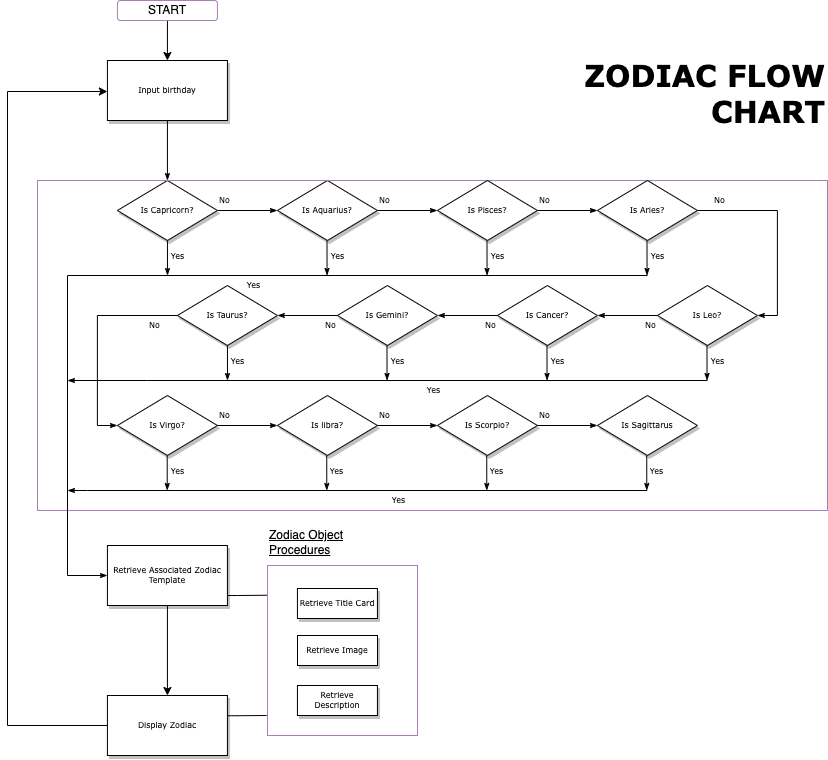 START
ZODIAC FLOW
CHART
Input birthday
Is Capricorn?
No
Is Aquarius?
No
Is Pisces?
No
Is Aries?
No
Yes
Yes
Yes
Yes
Yes
Is Taurus?
Is Gemini?
Is Cancer?
Is Leo?
No
No
No
No
Yes
Yes
Yes
Yes
Yes
Is Virgo?
No
Is libra?
No
Is Scorpio?
No
Is Sagittarus
Yes
Yes
Yes
Yes
Yes
Zodiac Object
Procedures
Retrieve Associated Zodiac
Template
Retrieve Title Card
Retrieve Image
Retrieve
Description
Display Zodiac